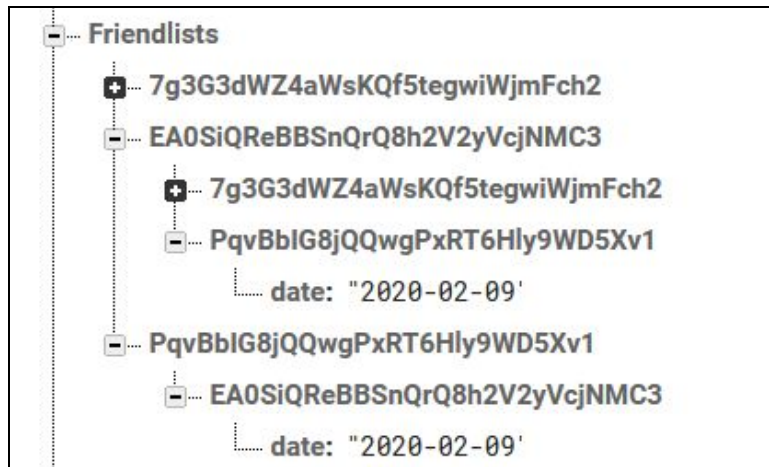 Friendlists
7g3G3dWZ4aWsKQf5tegwiWjmFch2
EA0SiQReBBSnQrQ8h2V2yVcjNMC3
7g3G3dWZ4aWsKQf5tegwiWjmFch2
PqvBbIG8jQQwgPxRT6Hly9WD5Xv1
date: "2020-02-09'
PqvBbIG8jQQwgPxRT6Hly9WD5Xv1
EA0SiQReBBSnQrQ8h2V2yVcjNMC3
date: "2020-02-09'